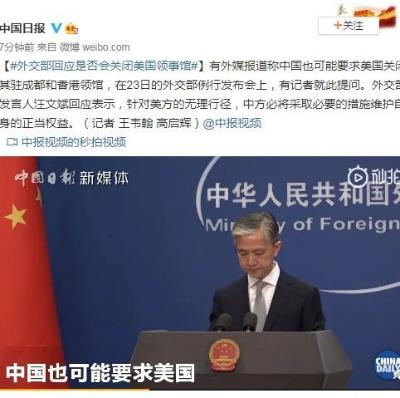 中国日报
7分钟前 来自 微博 weibo.com
+关注
【#外交部回应是否会关闭美国领事馆#】有外媒报道称中国也可能要求美国关闭
其驻成都和香港领馆，在23日的外交部例行发布会上，有记者就此提问。外交
发言人汪文斌回应表示，针对美方的无理行径，中方必将采取必要的措施维护自
身的正当权益。（记者 王韦翰 高启辉）@中报视频
中报视频的秒拍视频
中国日报 新媒体
秒拍
中华人民共和国外
Ministry of Foreign
CHINA DAILY
中国也可能要求美国